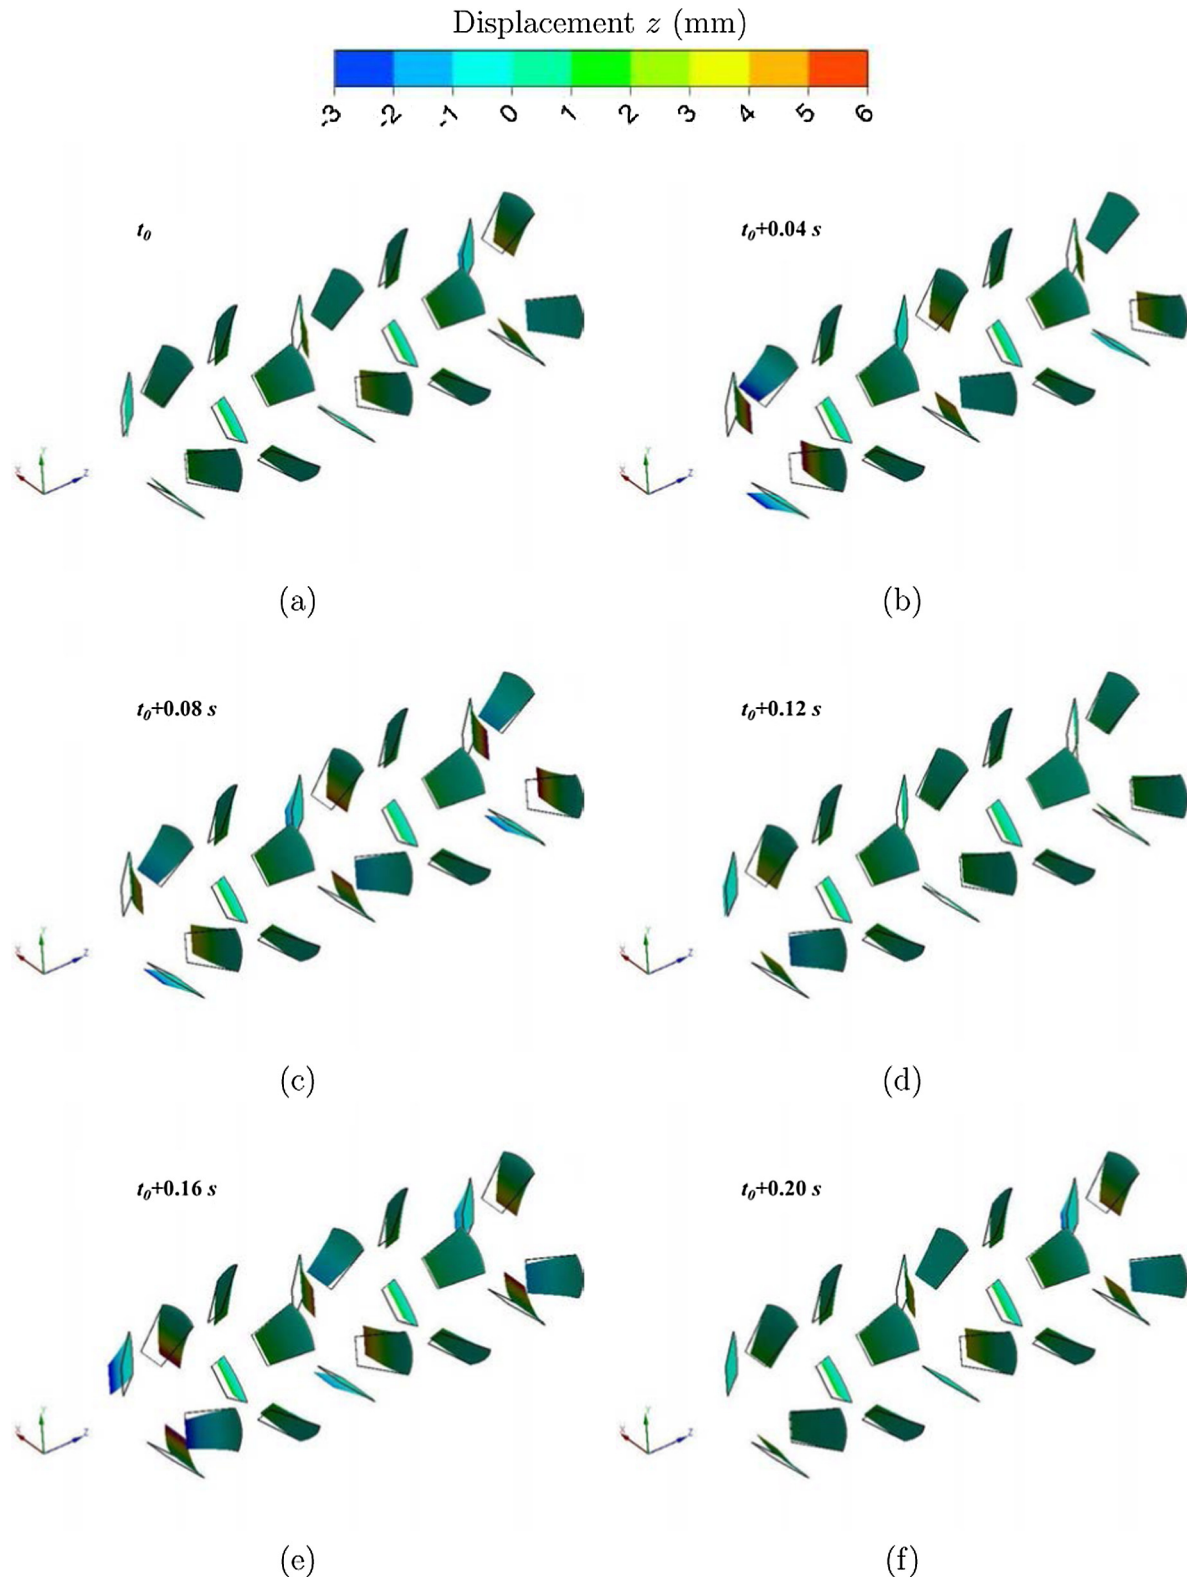 Displacement z (mm)
-3 -2 -1 0 1 2 3 4 5 6
t0 t0+0.04 s
X Y Z X Y Z
(a) (b)
t0+0.08 s t0+0.12 s
X Y Z X Y Z
(c) (d)
t0+0.16 s t0+0.20 s
X Y Z X Y Z
(e) (f)